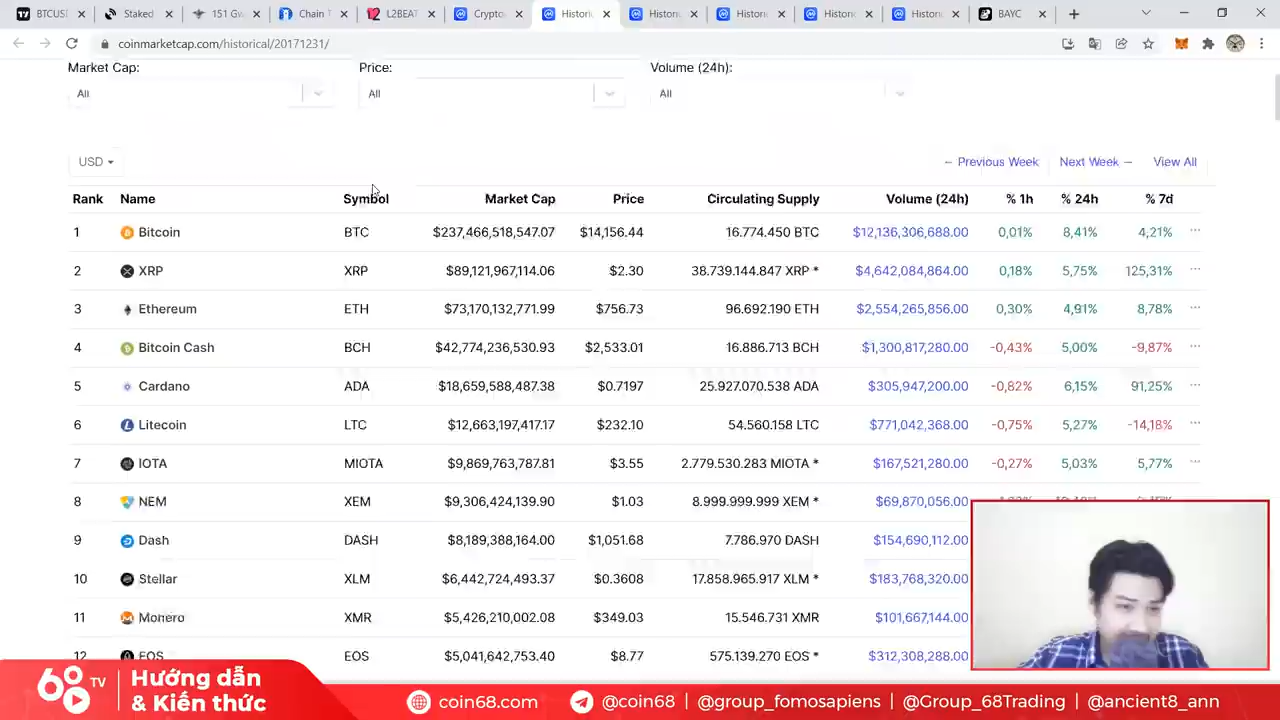 BTCUSD
Staked
151 Gw
Chain T
L2BEAT
Crypto
Histori
Histori
Histori
Histori
Histori
BAYC
coinmarketcap.com/historical/20171231/
Market Cap: Price: Volume (24h):
All All All
USD ← Previous Week Next Week → View All
Rank Name Symbol Market Cap Price Circulating Supply Volume (24h) % 1h % 24h % 7d
1 Bitcoin BTC $237,466,518,547.07 $14,156.44 16.774.450 BTC $12,136,306,688.00 0,01% 8,41% 4,21%
2 XRP XRP $89,121,967,114.06 $2.30 38.739.144.847 XRP * $4,642,084,864.00 0,18% 5,75% 125,31%
3 Ethereum ETH $73,170,132,771.99 $756.73 96.692.190 ETH $2,554,265,856.00 0,30% 4,91% 8,78%
4 Bitcoin Cash BCH $42,774,236,530.93 $2,533.01 16.886.713 BCH $1,300,817,280.00 -0,43% 5,00% -9,87%
5 Cardano ADA $18,659,588,487.38 $0.7197 25.927.070.538 ADA $305,947,200.00 -0,82% 6,15% 91,25%
6 Litecoin LTC $12,663,197,417.17 $232.10 54.560.158 LTC $771,042,368.00 -0,75% 5,27% -14,18%
7 IOTA MIOTA $9,869,763,787.81 $3.55 2.779.530.283 MIOTA * $167,521,280.00 -0,27% 5,03% 5,77%
8 NEM XEM $9,306,424,139.90 $1.03 8.999.999.999 XEM * $69,870,056.00
9 Dash DASH $8,189,388,164.00 $1,051.68 7.786.970 DASH $154,690,112.00
10 Stellar XLM $6,442,724,493.37 $0.3608 17.858.965.917 XLM * $183,768,320.00
11 Monero XMR $5,426,210,002.08 $349.03 15.546.731 XMR $101,667,144.00
12 EOS EOS $5,041,642,753.40 $8.77 575.139.270 EOS * $312,308,288.00
68 TV
Hướng dẫn
& Kiến thức
coin68.com @coin68 | @group_fomosapiens | @Group_68Trading | @ancient8_ann